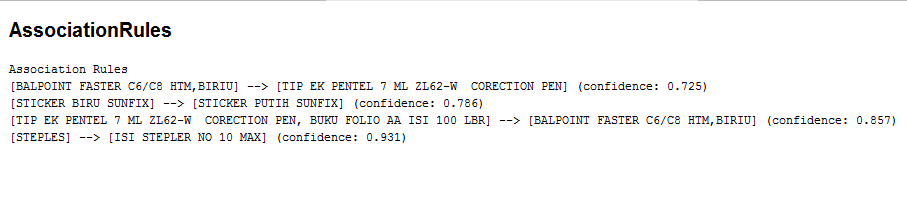 AssociationRules
Association Rules
[BALPOINT FASTER C6/C8 HTM,BIRIU] --> [TIP EK PENTEL 7 ML ZL62-W  CORECTION PEN] (confidence: 0.725)
[STICKER BIRU SUNFIX] --> [STICKER PUTIH SUNFIX] (confidence: 0.786)
[TIP EK PENTEL 7 ML ZL62-W  CORECTION PEN, BUKU FOLIO AA ISI 100 LBR] --> [BALPOINT FASTER C6/C8 HTM,BIRIU] (confidence: 0.857)
[STEPLES] --> [ISI STEPLER NO 10 MAX] (confidence: 0.931)